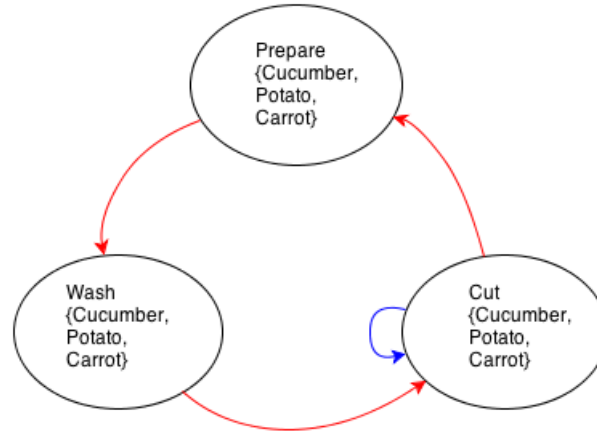 Prepare
{Cucumber,
Potato,
Carrot}
Wash
{Cucumber,
Potato,
Carrot}
Cut
{Cucumber,
Potato,
Carrot}